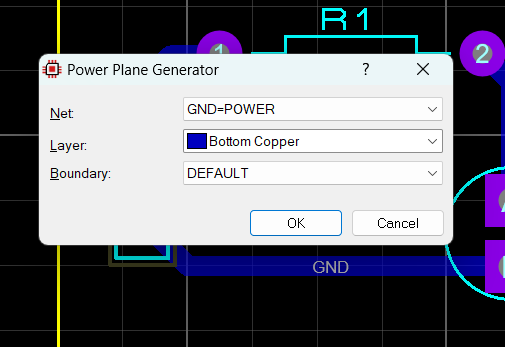 R1
1
2
Power Plane Generator
?
Net:
GND=POWER
Layer:
Bottom Copper
Boundary:
DEFAULT
OK
Cancel
GND